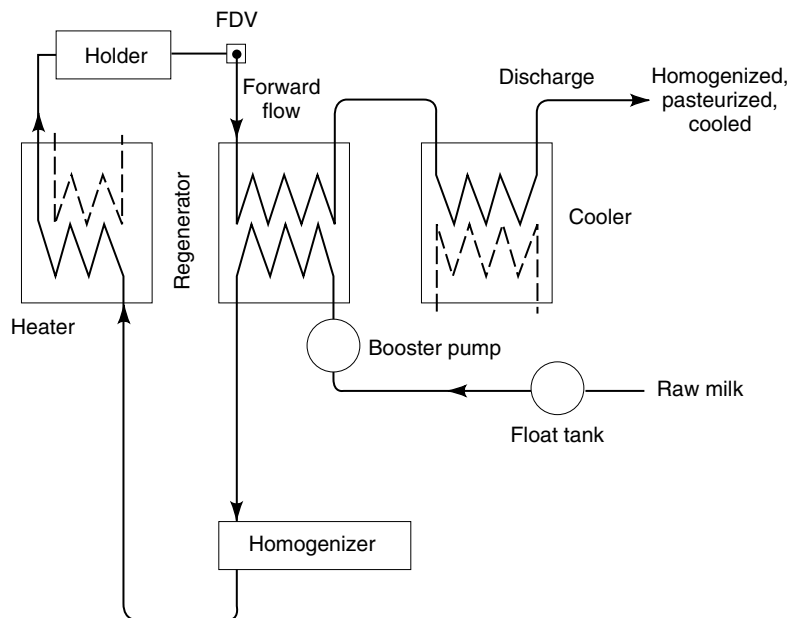 FDV
Holder
Forward
flow
Discharge
Homogenized,
pasteurized,
cooled
Regenerator
Cooler
Heater
Booster pump
Raw milk
Float tank
Homogenizer